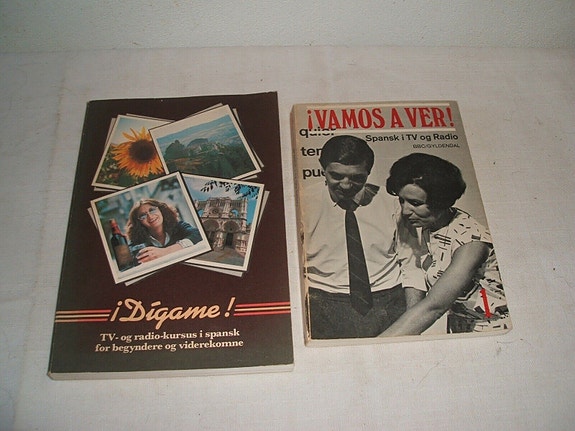 ¡Dígame!
TV- og radio-kursus i spansk
for begyndere og viderekomne
¡VAMOS A VER!
Spansk i TV og Radio
BBC/GYLDENDAL
1